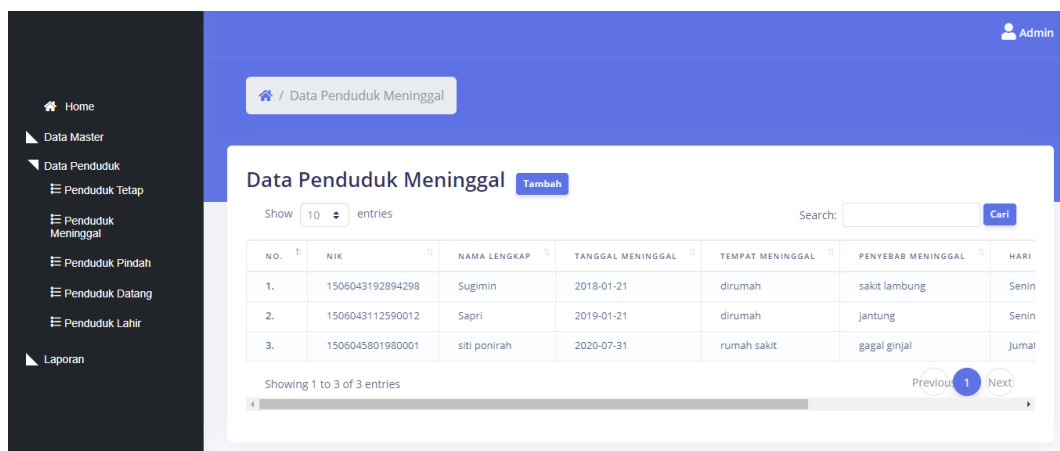 Admin
Home
Data Master
Data Penduduk
Penduduk Tetap
Penduduk
Meninggal
Penduduk Pindah
Penduduk Datang
Penduduk Lahir
Laporan
/ Data Penduduk Meninggal
Data Penduduk Meninggal Tambah
Show 10 entries Search: Cari
NO. NIK NAMA LENGKAP TANGGAL MENINGGAL TEMPAT MENINGGAL PENYEBAB MENINGGAL HARI
1. 1506043192894298 Sugimin 2018-01-21 dirumah sakit lambung Senin
2. 1506043112590012 Sapri 2019-01-21 dirumah jantung Senin
3. 1506045801980001 siti ponirah 2020-07-31 rumah sakit gagal ginjal Jumat
Showing 1 to 3 of 3 entries Previous 1 Next